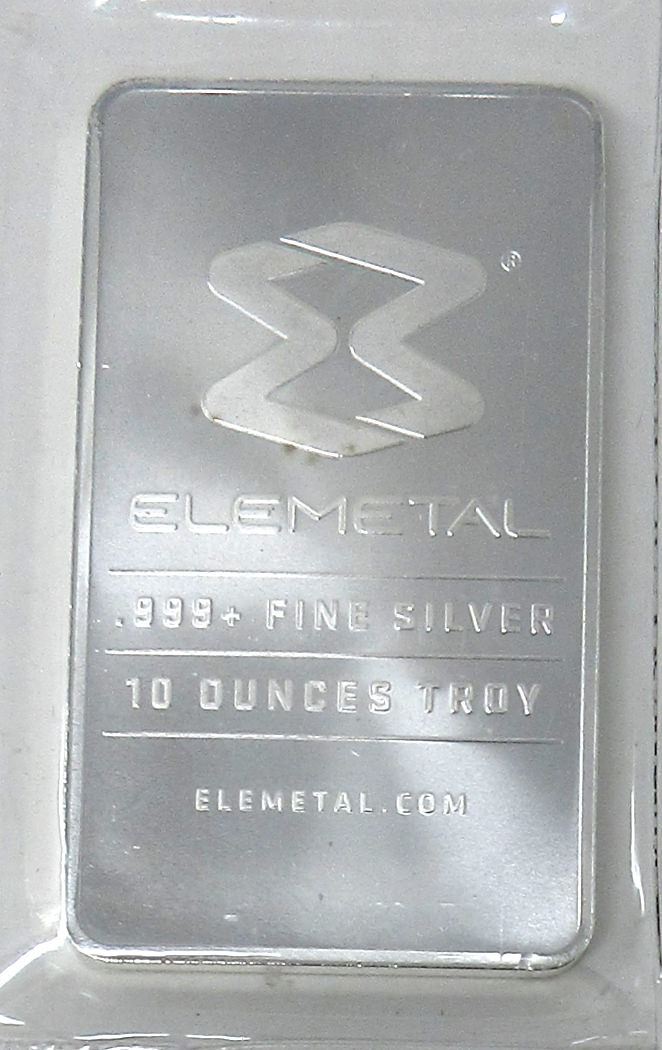 ®
ELEMETAL
.999+ FINE SILVER
10 OUNCES TROY
ELEMETAL.COM